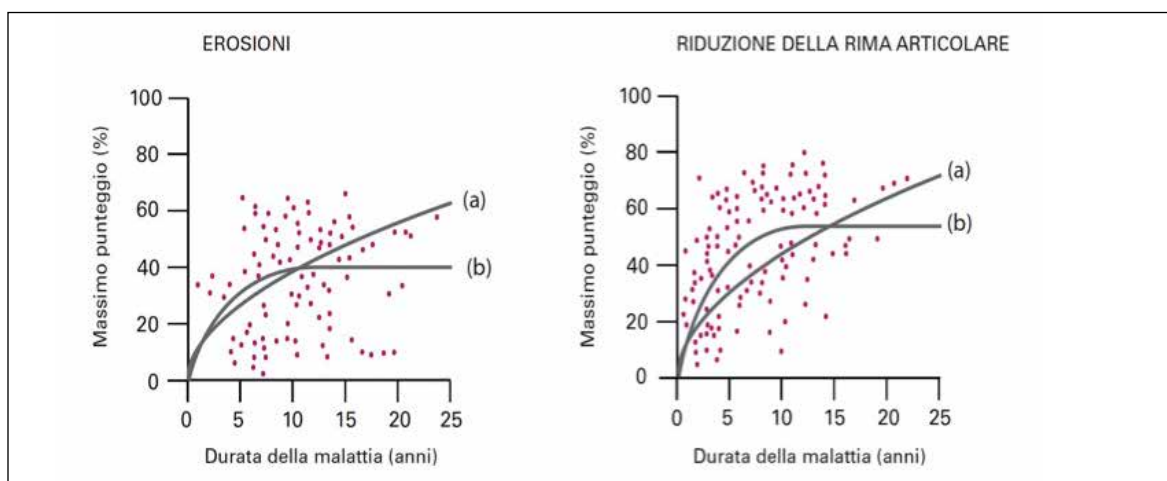 EROSIONI
Massimo punteggio (%)
100
80
60
40
20
0
(a)
(b)
0 5 10 15 20 25
Durata della malattia (anni)
RIDUZIONE DELLA RIMA ARTICOLARE
Massimo punteggio (%)
100
80
60
40
20
0
(a)
(b)
0 5 10 15 20 25
Durata della malattia (anni)